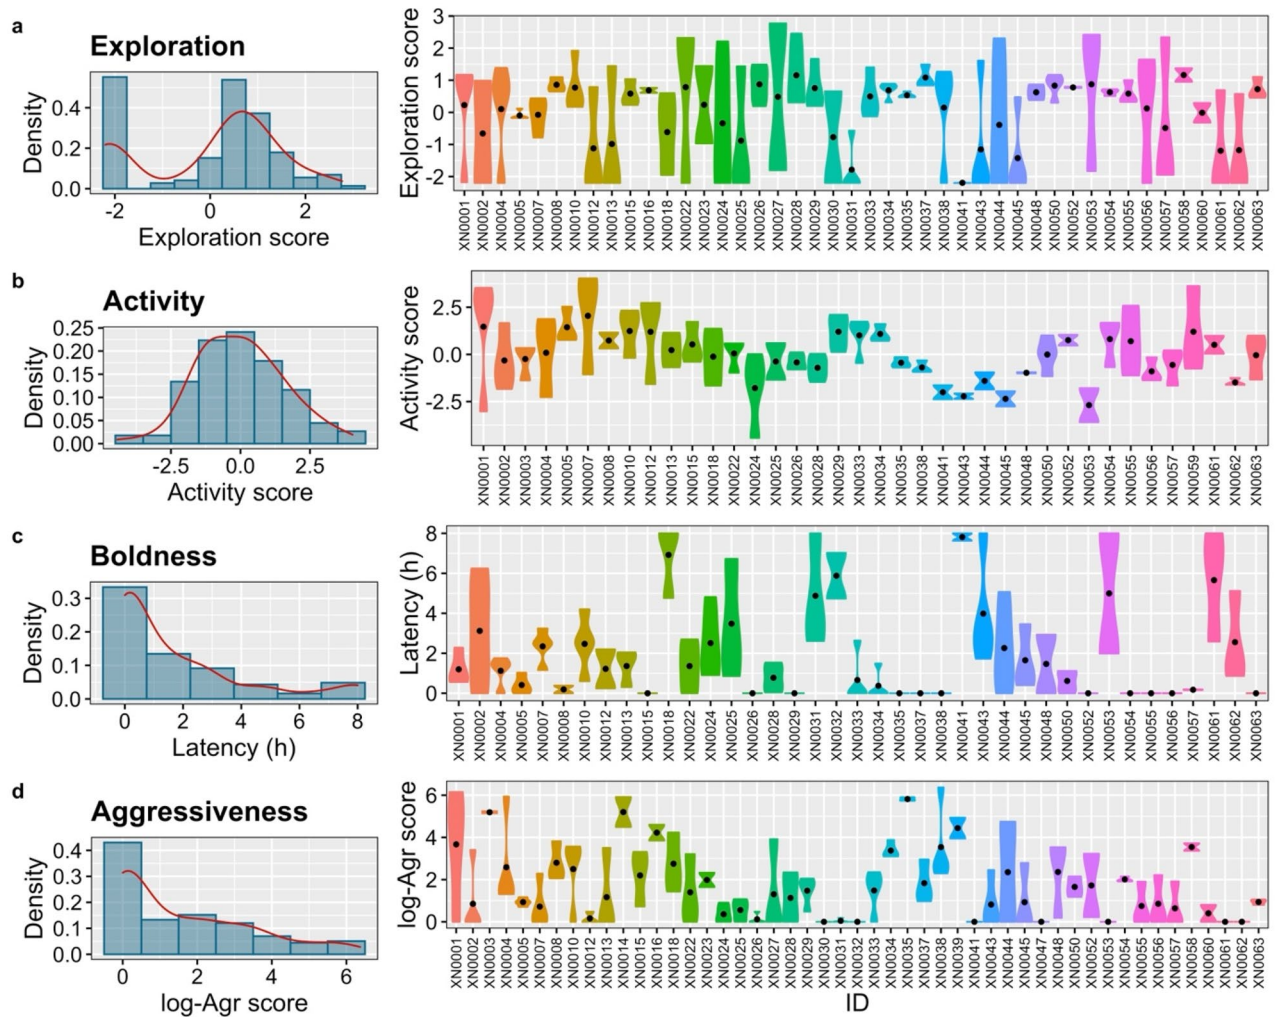 a
Exploration
Density
0.4
0.2
0.0
-2 0 2
Exploration score
Exploration score
3
2
1
0
-1
-2
XN0001 XN0002 XN0004 XN0005 XN0007 XN0008 XN0010 XN0012 XN0013 XN0015 XN0016 XN0018 XN0022 XN0023 XN0024 XN0025 XN0026 XN0027 XN0028 XN0029 XN0030 XN0031 XN0033 XN0034 XN0035 XN0037 XN0038 XN0041 XN0043 XN0044 XN0045 XN0048 XN0050 XN0052 XN0053 XN0054 XN0055 XN0056 XN0057 XN0058 XN0060 XN0061 XN0062 XN0063
b
Activity
Density
0.25
0.20
0.15
0.10
0.05
0.00
-2.5 0.0 2.5
Activity score
Activity score
2.5
0.0
-2.5
XN0001 XN0002 XN0003 XN0004 XN0005 XN0007 XN0008 XN0010 XN0012 XN0013 XN0015 XN0018 XN0022 XN0024 XN0025 XN0026 XN0028 XN0029 XN0033 XN0034 XN0035 XN0038 XN0041 XN0043 XN0044 XN0045 XN0048 XN0050 XN0052 XN0053 XN0054 XN0055 XN0056 XN0057 XN0059 XN0061 XN0062 XN0063
c
Boldness
Density
0.3
0.2
0.1
0.0
0 2 4 6 8
Latency (h)
Latency (h)
8
6
4
2
0
XN0001 XN0002 XN0004 XN0005 XN0007 XN0008 XN0010 XN0012 XN0013 XN0015 XN0018 XN0022 XN0024 XN0025 XN0026 XN0028 XN0029 XN0031 XN0032 XN0033 XN0034 XN0035 XN0037 XN0038 XN0041 XN0043 XN0044 XN0045 XN0048 XN0050 XN0052 XN0053 XN0054 XN0055 XN0056 XN0057 XN0061 XN0062 XN0063
d
Aggressiveness
Density
0.4
0.3
0.2
0.1
0.0
0 2 4 6
log-Agr score
log-Agr score
6
4
2
0
XN0001 XN0002 XN0003 XN0004 XN0005 XN0007 XN0008 XN0010 XN0012 XN0013 XN0014 XN0015 XN0016 XN0018 XN0022 XN0023 XN0024 XN0025 XN0026 XN0027 XN0028 XN0029 XN0030 XN0031 XN0032 XN0033 XN0034 XN0035 XN0037 XN0038 XN0039 XN0041 XN0043 XN0044 XN0045 XN0047 XN0048 XN0050 XN0052 XN0053 XN0054 XN0055 XN0056 XN0057 XN0058 XN0060 XN0061 XN0062 XN0063
ID